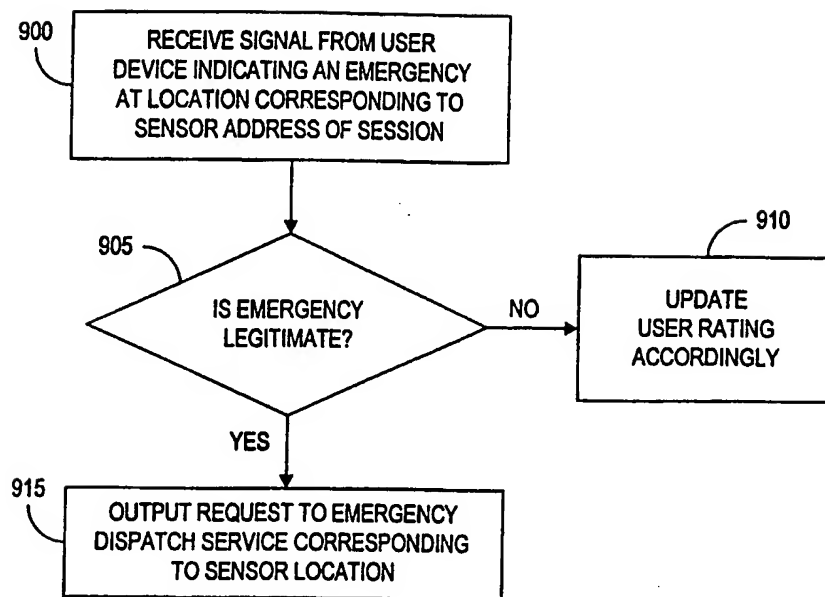 900
RECEIVE SIGNAL FROM USER
DEVICE INDICATING AN EMERGENCY
AT LOCATION CORRESPONDING TO
SENSOR ADDRESS OF SESSION
905
IS EMERGENCY
LEGITIMATE?
NO
910
UPDATE
USER RATING
ACCORDINGLY
YES
915
OUTPUT REQUEST TO EMERGENCY
DISPATCH SERVICE CORRESPONDING
TO SENSOR LOCATION